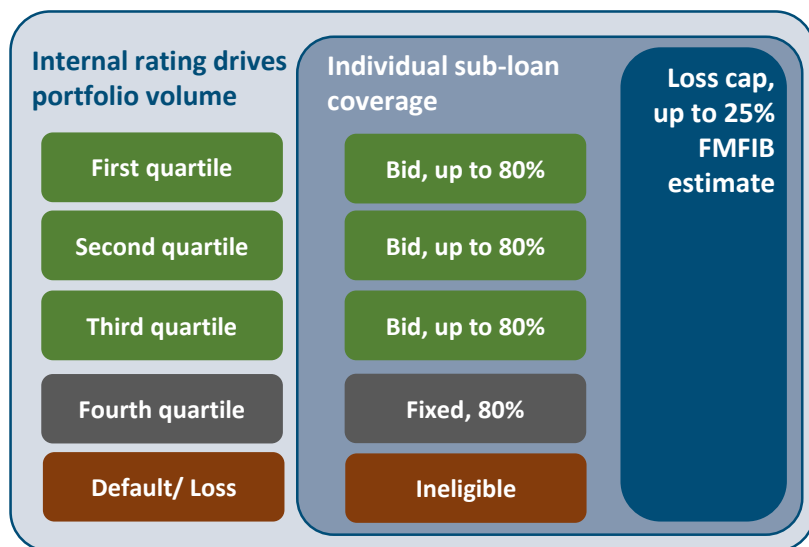 Internal rating drives
portfolio volume
First quartile
Second quartile
Third quartile
Fourth quartile
Default/ Loss
Individual sub-loan
coverage
Bid, up to 80%
Bid, up to 80%
Bid, up to 80%
Fixed, 80%
Ineligible
Loss cap,
up to 25%
FMFIB
estimate